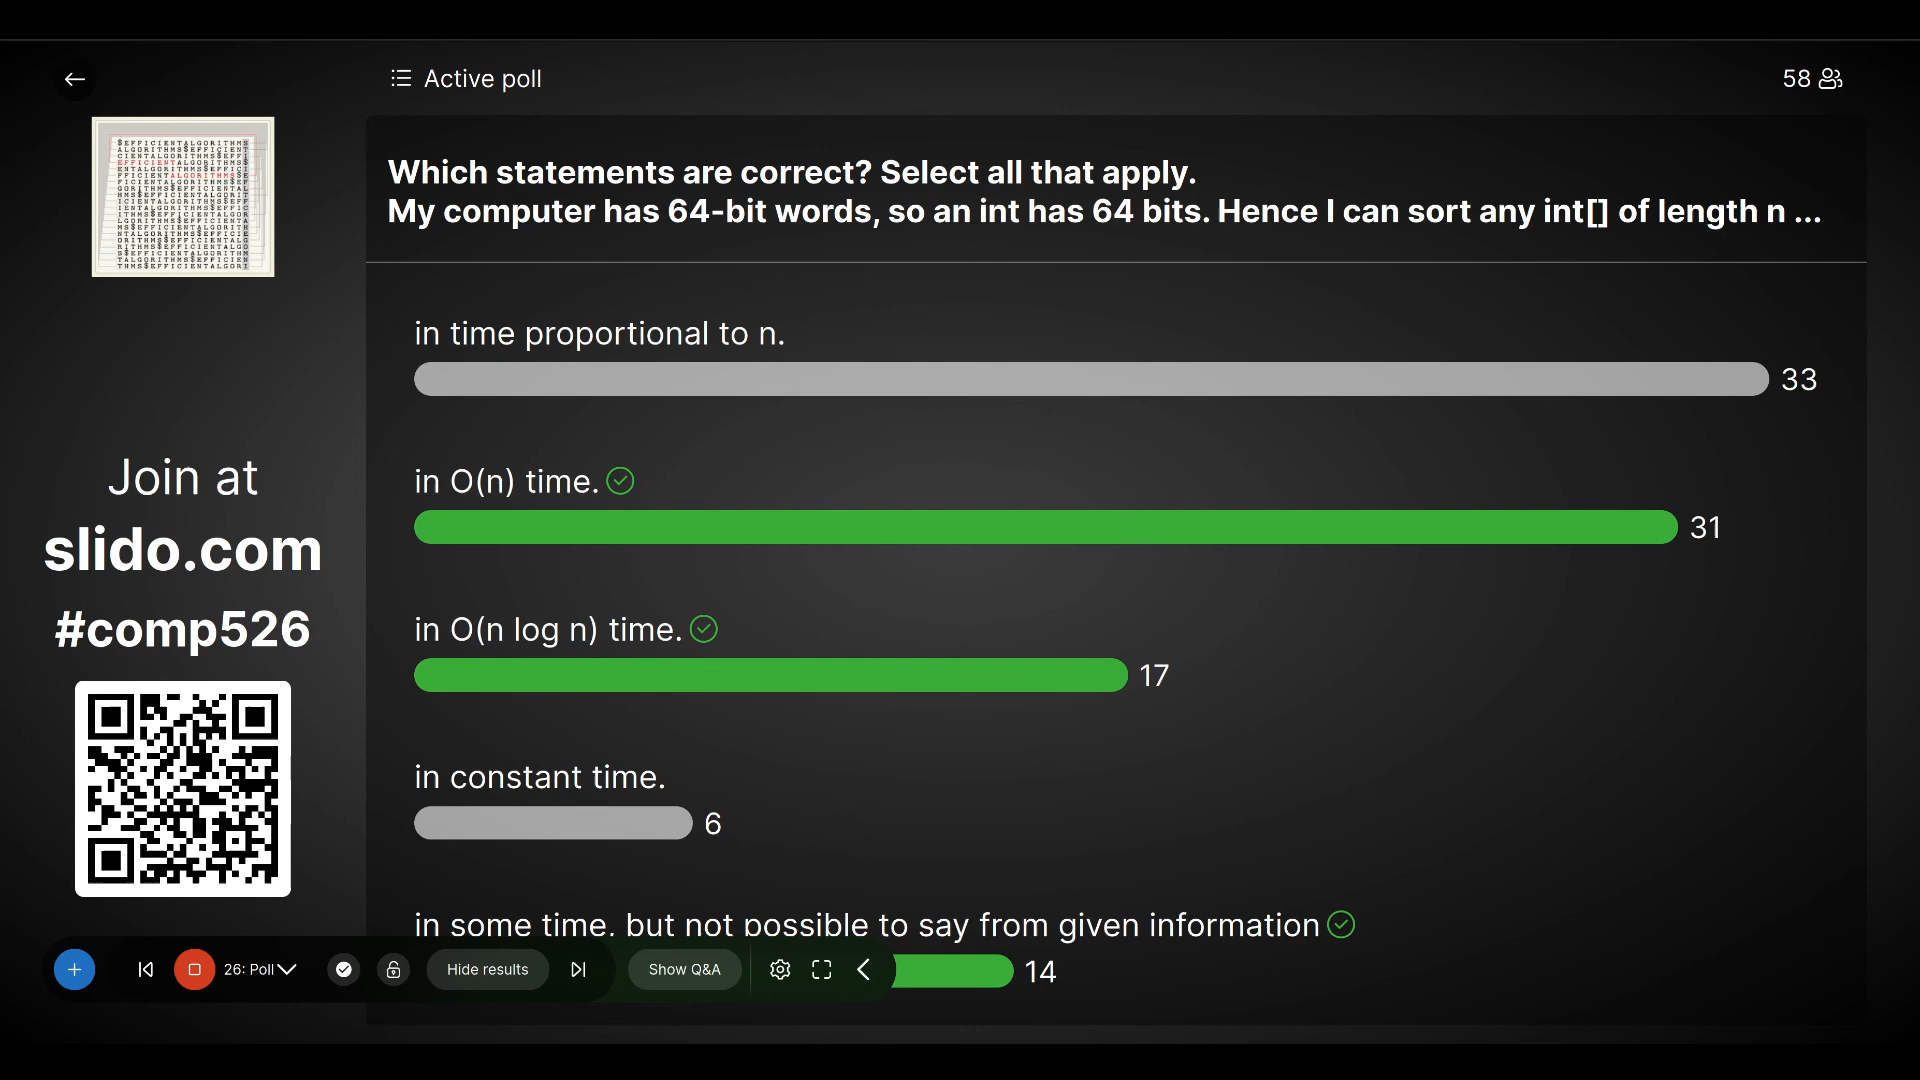 Active poll
58
Which statements are correct? Select all that apply.
My computer has 64-bit words, so an int has 64 bits. Hence I can sort any int[] of length n ...
in time proportional to n.
33
in O(n) time.
31
in O(n log n) time.
17
in constant time.
6
in some time, but not possible to say from given information
14
Join at
slido.com
#comp526
26: Poll
Hide results
Show Q&A